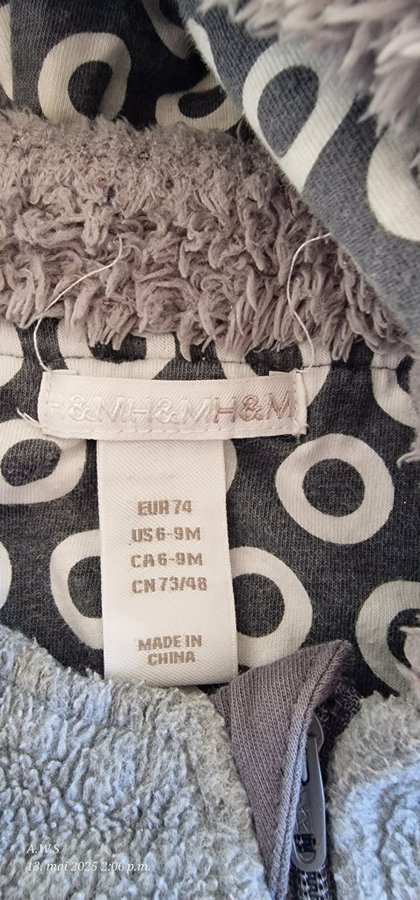 H&MH&MH&M
EUR 74
US 6-9M
CA 6-9M
CN 73/48
MADE IN
CHINA
A.W.S
13. mai 2025 2:06 p.m.